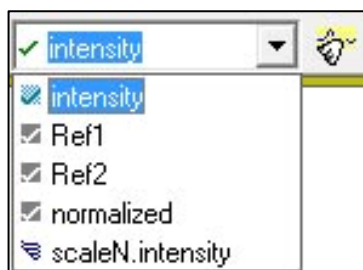 intensity
intensity
Ref1
Ref2
normalized
scaleN.intensity